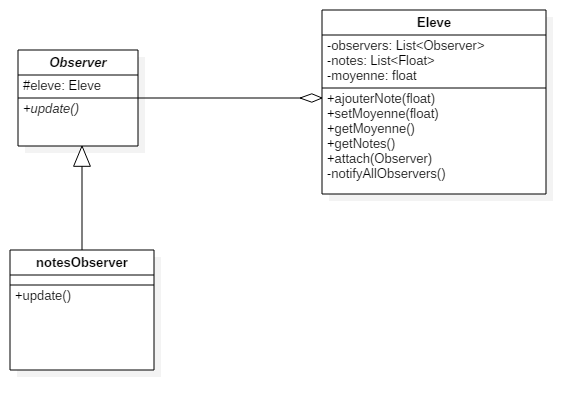 Observer
#eleve: Eleve
+update()
Eleve
-observers: List<Observer>
-notes: List<Float>
-moyenne: float
+ajouterNote(float)
+setMoyenne(float)
+getMoyenne()
+getNotes()
+attach(Observer)
-notifyAllObservers()
notesObserver
+update()